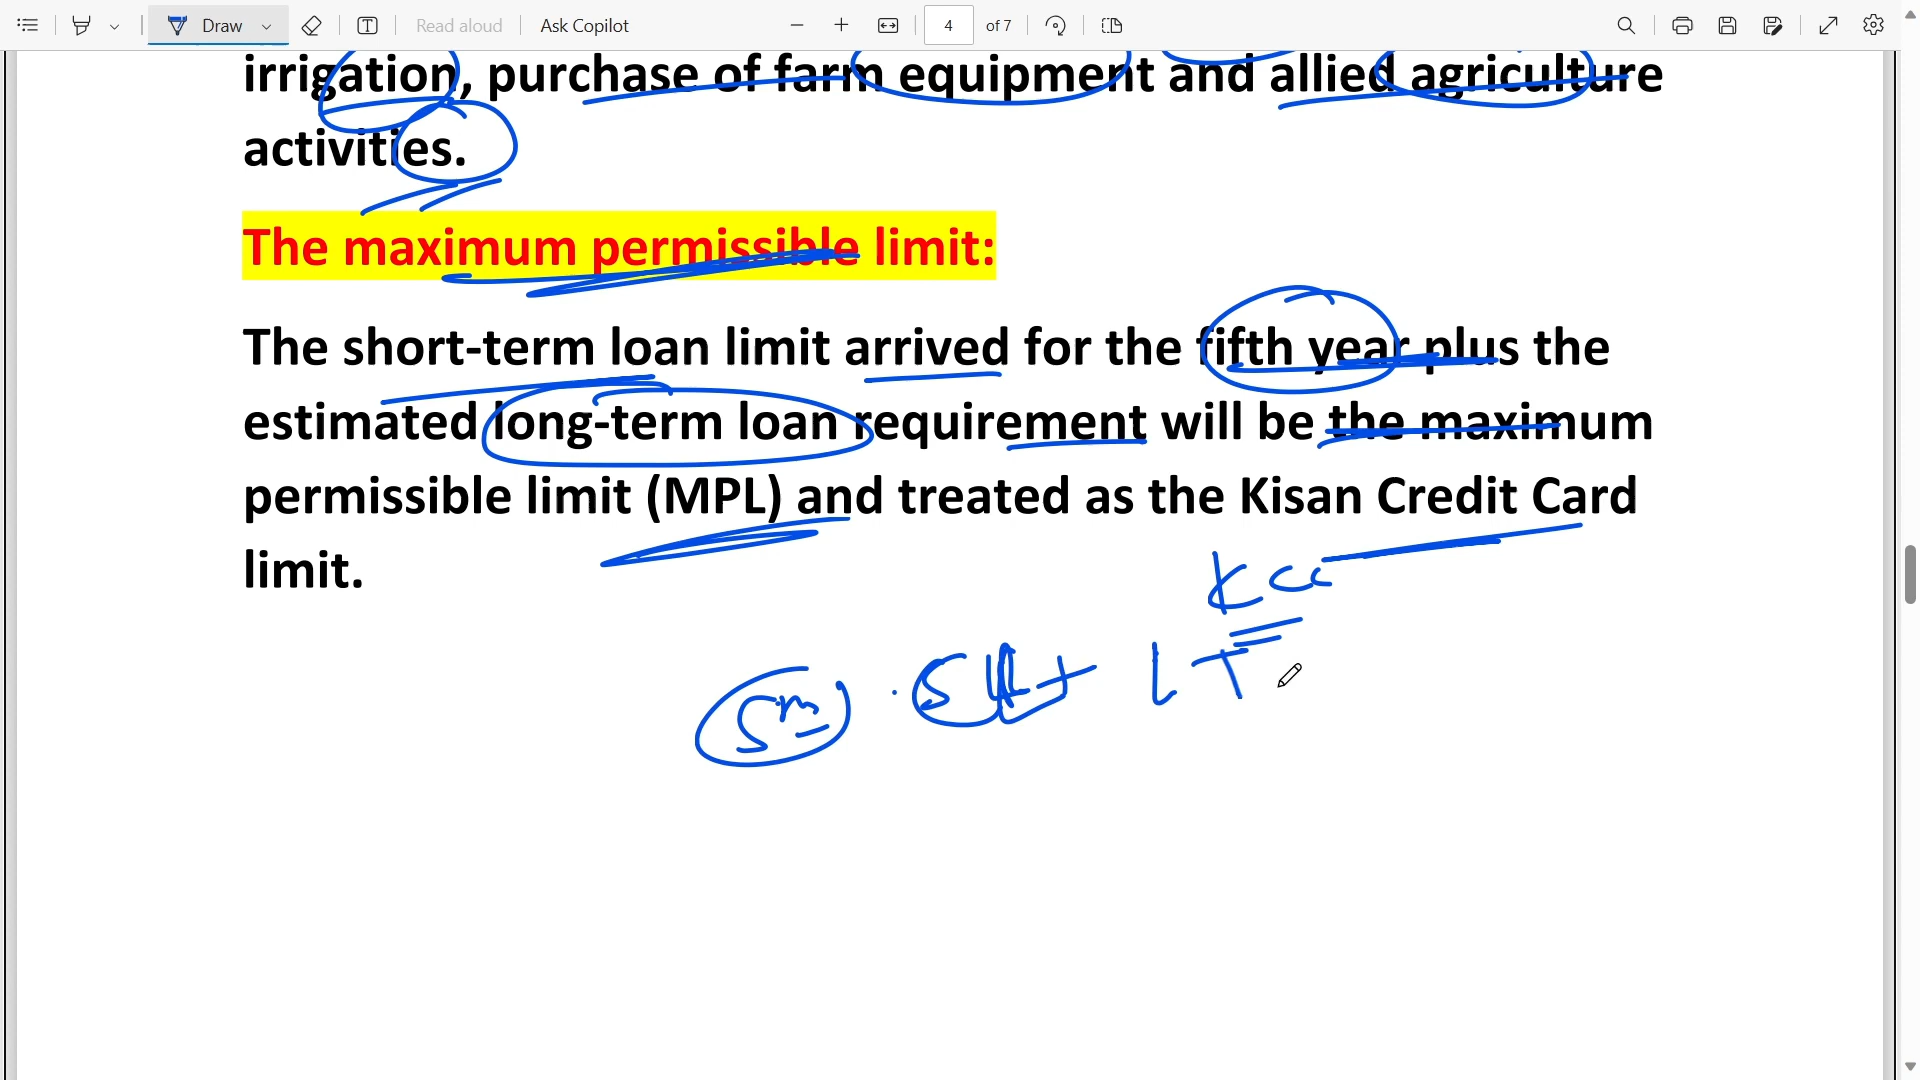 Draw
Read aloud
Ask Copilot
4 of 7
irrigation, purchase of farm equipment and allied agriculture
activities.
The maximum permissible limit:
The short-term loan limit arrived for the fifth year plus the
estimated long-term loan requirement will be the maximum
permissible limit (MPL) and treated as the Kisan Credit Card
limit.
KCC
+ LT